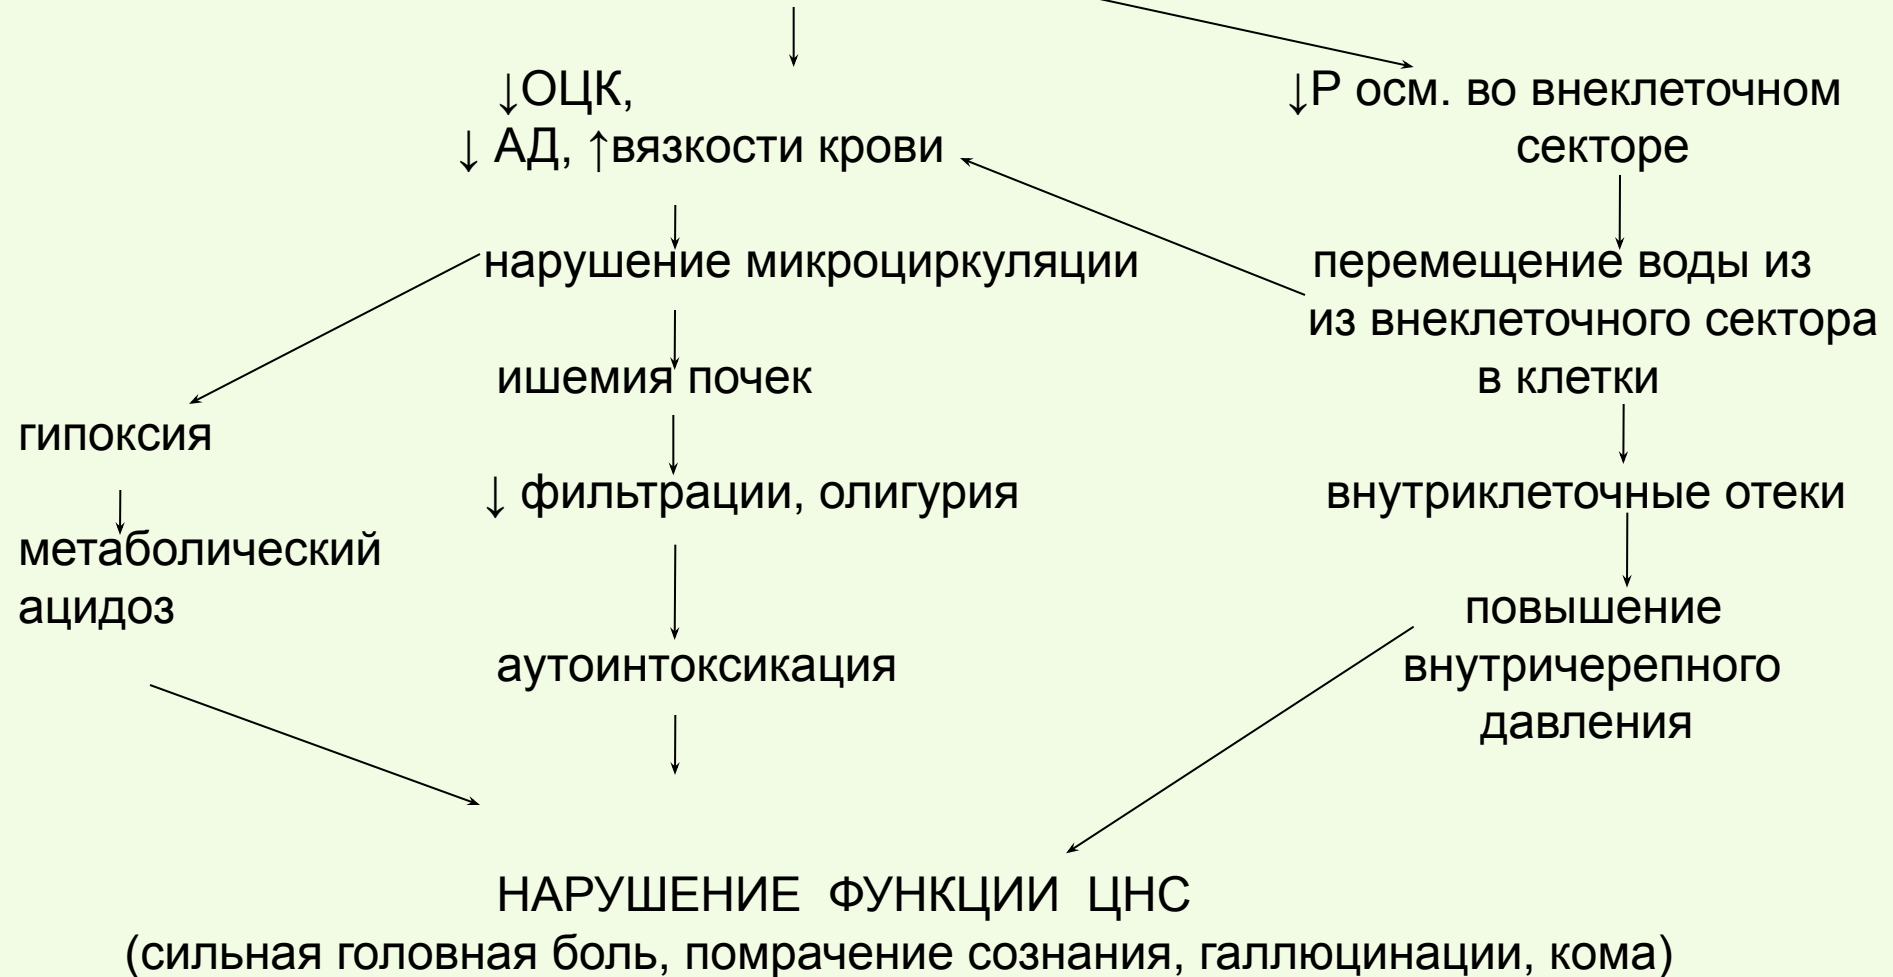 ↓ОЦК,
↓ АД, ↑вязкости крови
↓Р осм. во внеклеточном
секторе
нарушение микроциркуляции
перемещение воды из
из внеклеточного сектора
в клетки
ишемия почек
гипоксия
↓ фильтрации, олигурия
внутриклеточные отеки
метаболический
ацидоз
аутоинтоксикация
повышение
внутричерепного
давления
НАРУШЕНИЕ ФУНКЦИИ ЦНС
(сильная головная боль, помрачение сознания, галлюцинации, кома)